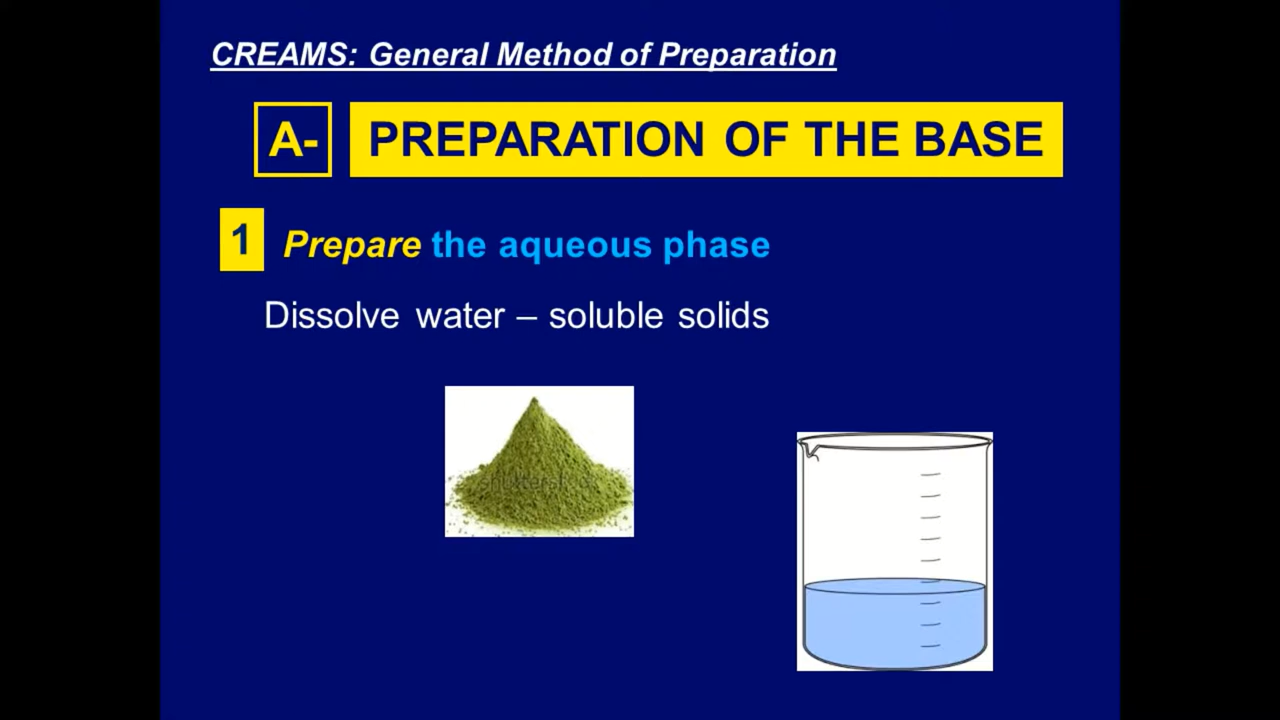 CREAMS: General Method of Preparation
A- PREPARATION OF THE BASE
1 Prepare the aqueous phase
Dissolve water – soluble solids